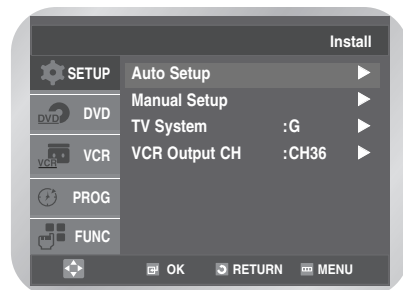 Install
SETUP
DVD
DVD
VCR
VCR
PROG
FUNC
Auto Setup
Manual Setup
TV System :G
VCR Output CH :CH36
OK RETURN MENU